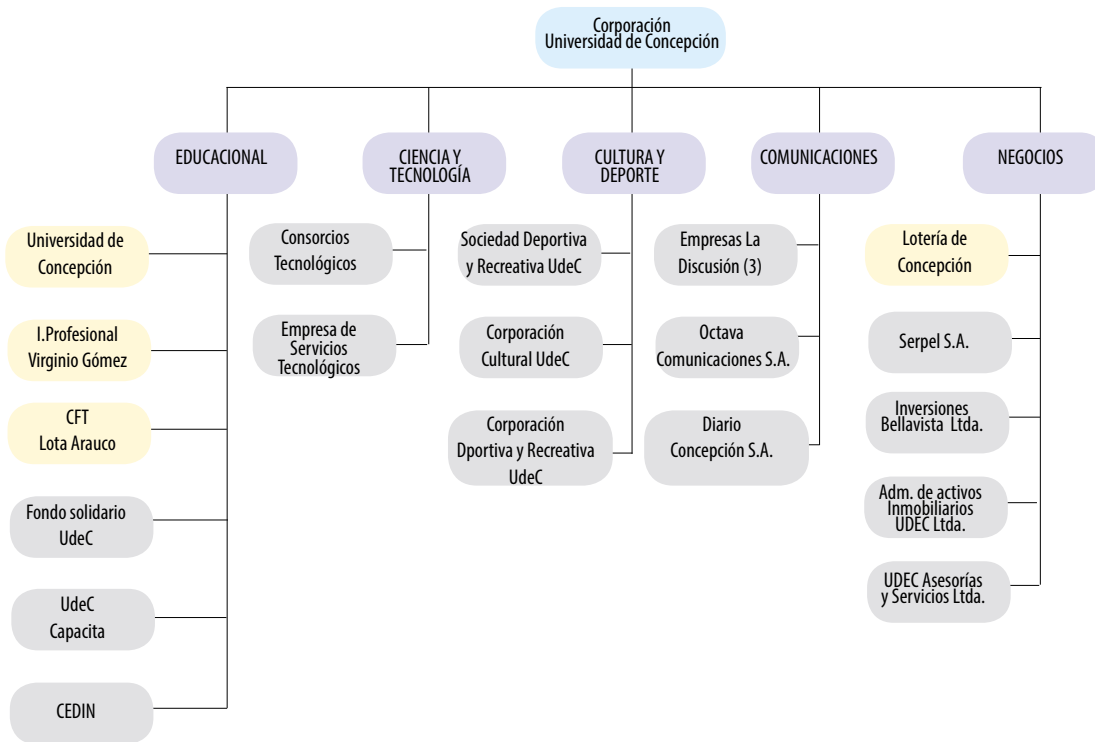 Corporación
Universidad de Concepción
EDUCACIONAL
CIENCIA Y
TECNOLOGÍA
CULTURA Y
DEPORTE
COMUNICACIONES
NEGOCIOS
Universidad de
Concepción
I.Profesional
Virginio Gómez
CFT
Lota Arauco
Fondo solidario
UdeC
UdeC
Capacita
CEDIN
Consorcios
Tecnológicos
Empresa de
Servicios
Tecnológicos
Sociedad Deportiva
y Recreativa UdeC
Corporación
Cultural UdeC
Corporación
Dportiva y Recreativa
UdeC
Empresas La
Discusión (3)
Octava
Comunicaciones S.A.
Diario
Concepción S.A.
Lotería de
Concepción
Serpel S.A.
Inversiones
Bellavista Ltda.
Adm. de activos
Inmobiliarios
UDEC Ltda.
UDEC Asesorías
y Servicios Ltda.